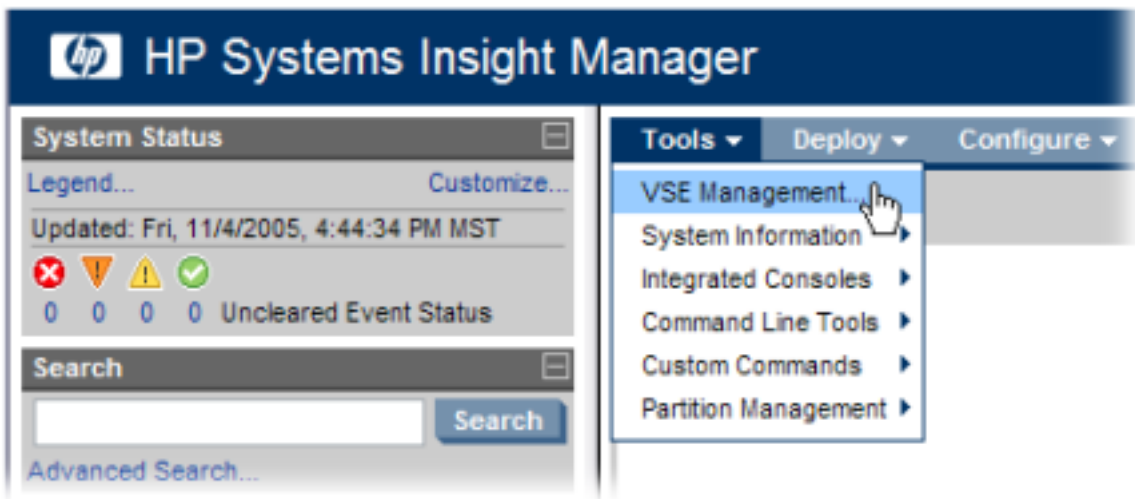 hp HP Systems Insight Manager
System Status
Legend... Customize...
Updated: Fri, 11/4/2005, 4:44:34 PM MST
0 0 0 0 Uncleared Event Status
Search
Search
Advanced Search...
Tools Deploy Configure
VSE Management...
System Information
Integrated Consoles
Command Line Tools
Custom Commands
Partition Management